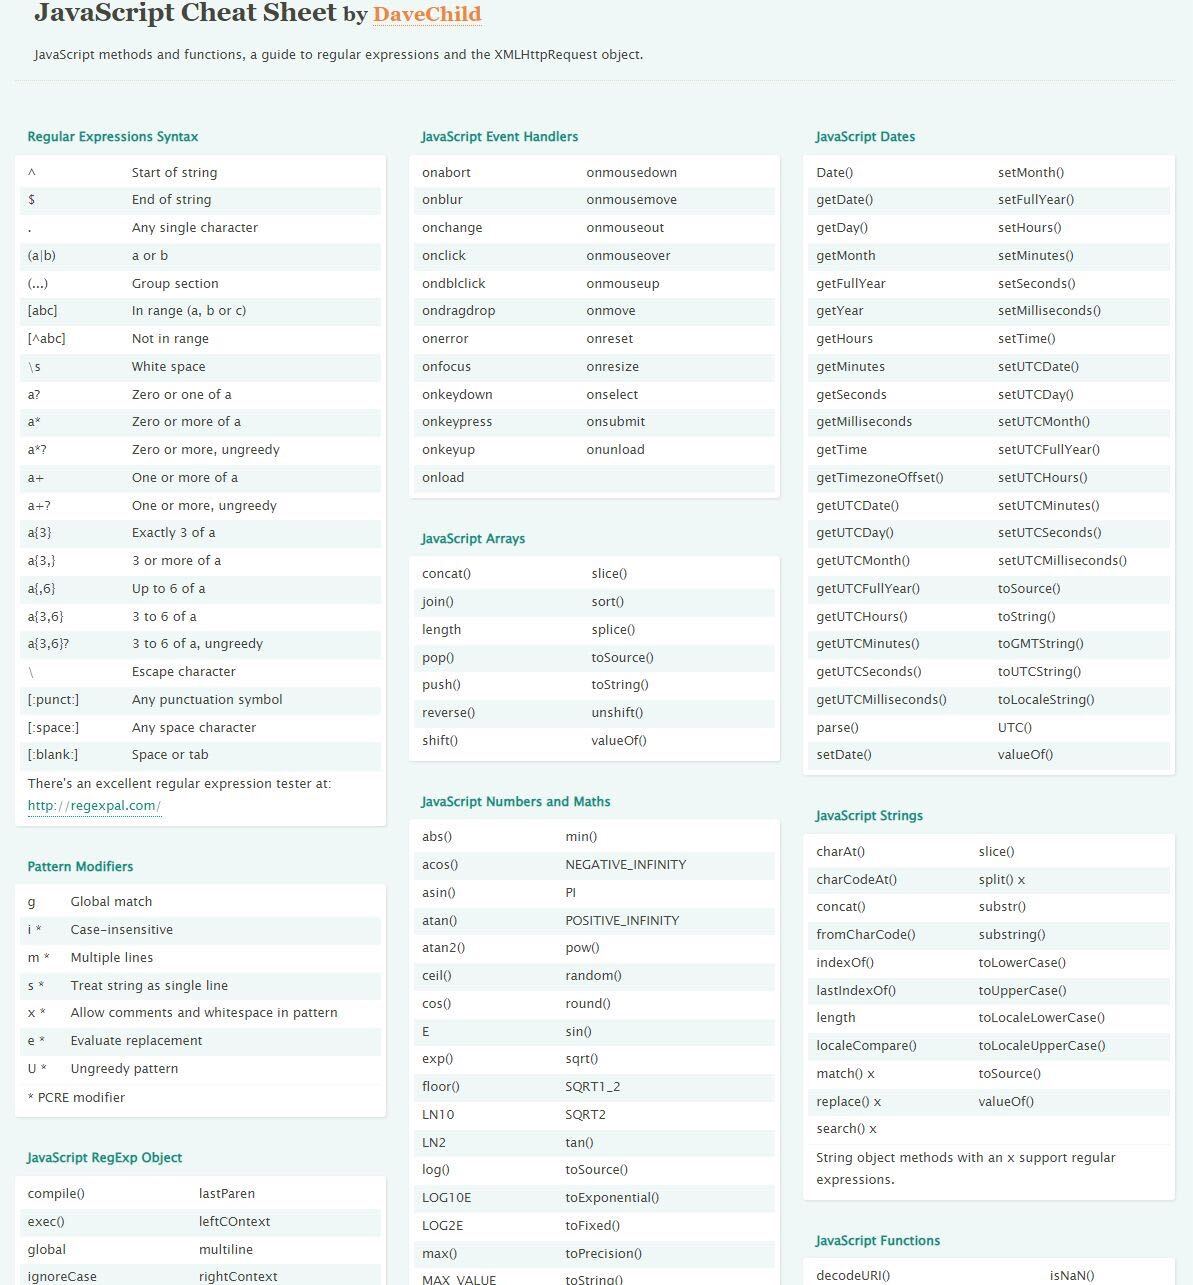 JavaScript Cheat Sheet by DaveChild
JavaScript methods and functions, a guide to regular expressions and the XMLHttpRequest object.
Regular Expressions Syntax
^ Start of string
$ End of string
. Any single character
(a|b) a or b
(...) Group section
[abc] In range (a, b or c)
[^abc] Not in range
\s White space
a? Zero or one of a
a* Zero or more of a
a*? Zero or more, ungreedy
a+ One or more of a
a+? One or more, ungreedy
a{3} Exactly 3 of a
a{3,} 3 or more of a
a{,6} Up to 6 of a
a{3,6} 3 to 6 of a
a{3,6}? 3 to 6 of a, ungreedy
\ Escape character
[:punct:] Any punctuation symbol
[:space:] Any space character
[:blank:] Space or tab
There's an excellent regular expression tester at:
http://regexpal.com/
Pattern Modifiers
g Global match
i * Case-insensitive
m * Multiple lines
s * Treat string as single line
x * Allow comments and whitespace in pattern
e * Evaluate replacement
U * Ungreedy pattern
* PCRE modifier
JavaScript RegExp Object
compile() lastParen
exec() leftCOntext
global multiline
ignoreCase rightContext
JavaScript Event Handlers
onabort onmousedown
onblur onmousemove
onchange onmouseout
onclick onmouseover
ondblclick onmouseup
ondragdrop onmove
onerror onreset
onfocus onresize
onkeydown onselect
onkeypress onsubmit
onkeyup onunload
onload
JavaScript Arrays
concat() slice()
join() sort()
length splice()
pop() toSource()
push() toString()
reverse() unshift()
shift() valueOf()
JavaScript Numbers and Maths
abs() min()
acos() NEGATIVE_INFINITY
asin() PI
atan() POSITIVE_INFINITY
atan2() pow()
ceil() random()
cos() round()
E sin()
exp() sqrt()
floor() SQRT1_2
LN10 SQRT2
LN2 tan()
log() toSource()
LOG10E toExponential()
LOG2E toFixed()
max() toPrecision()
MAX_VALUE toString()
JavaScript Dates
Date() setMonth()
getDate() setFullYear()
getDay() setHours()
getMonth setMinutes()
getFullYear setSeconds()
getYear setMilliseconds()
getHours setTime()
getMinutes setUTCDate()
getSeconds setUTCDay()
getMilliseconds setUTCMonth()
getTime setUTCFullYear()
getTimezoneOffset() setUTCHours()
getUTCDate() setUTCMinutes()
getUTCDay() setUTCSeconds()
getUTCMonth() setUTCMilliseconds()
getUTCFullYear() toSource()
getUTCHours() toString()
getUTCMinutes() toGMTString()
getUTCSeconds() toUTCString()
getUTCMilliseconds() toLocaleString()
parse() UTC()
setDate() valueOf()
JavaScript Strings
charAt() slice()
charCodeAt() split() x
concat() substr()
fromCharCode() substring()
indexOf() toLowerCase()
lastIndexOf() toUpperCase()
length toLocaleLowerCase()
localeCompare() toLocaleUpperCase()
match() x toSource()
replace() x valueOf()
search() x
String object methods with an x support regular
expressions.
JavaScript Functions
decodeURI() isNaN()